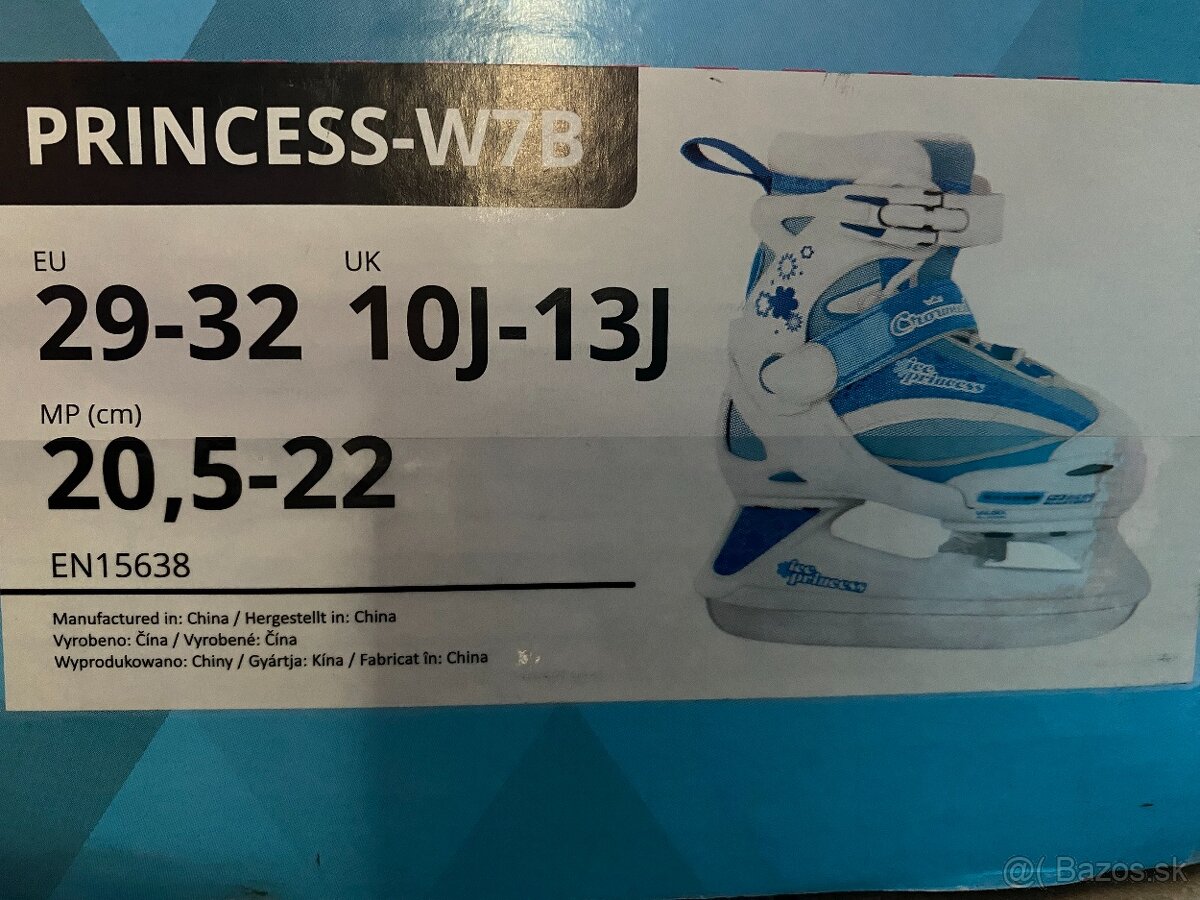 PRINCESS-W7B
EU UK
29-32 10J-13J
MP (cm)
20,5-22
EN15638
Manufactured in: China / Hergestellt in: China
Vyrobeno: Čína / Vyrobené: Čína
Wyprodukowano: Chiny / Gyártja: Kína / Fabricat în: China
ice
princess
ice
princess
@( Bazos.sk